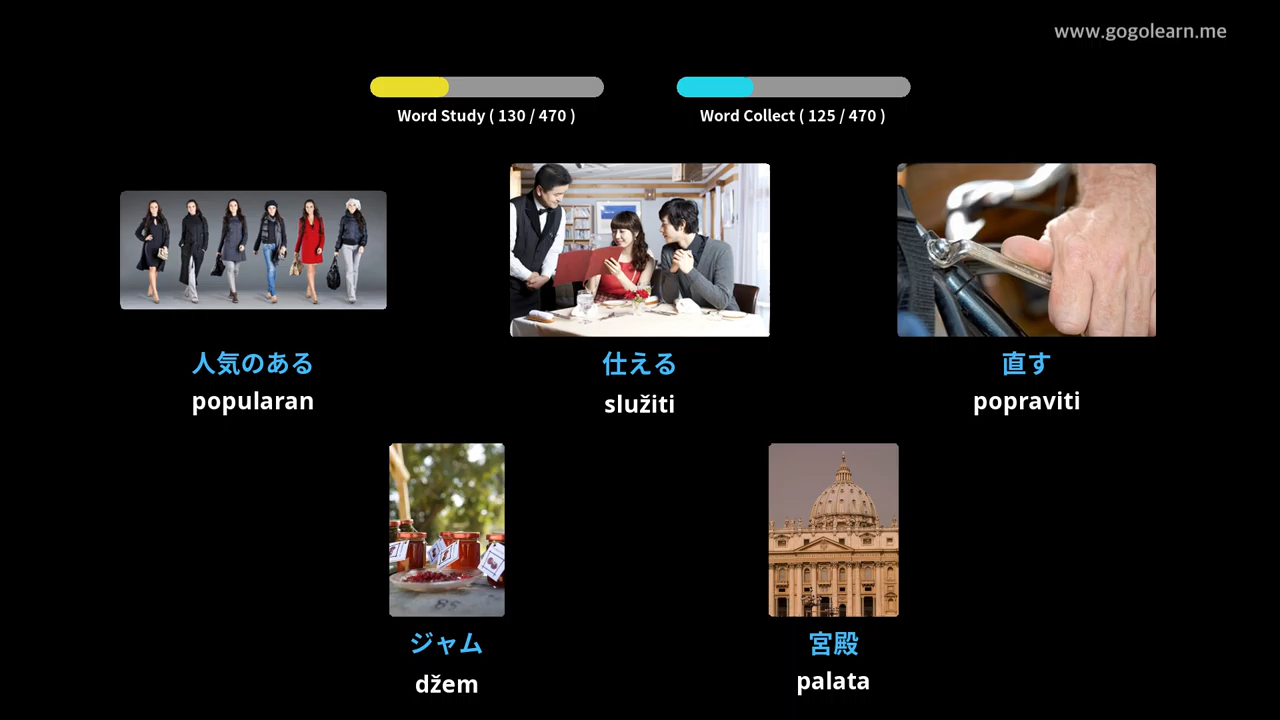 www.gogolearn.me
Word Study ( 130 / 470 )
Word Collect ( 125 / 470 )
人気のある
popularan
仕える
služiti
直す
popraviti
ジャム
džem
宮殿
palata